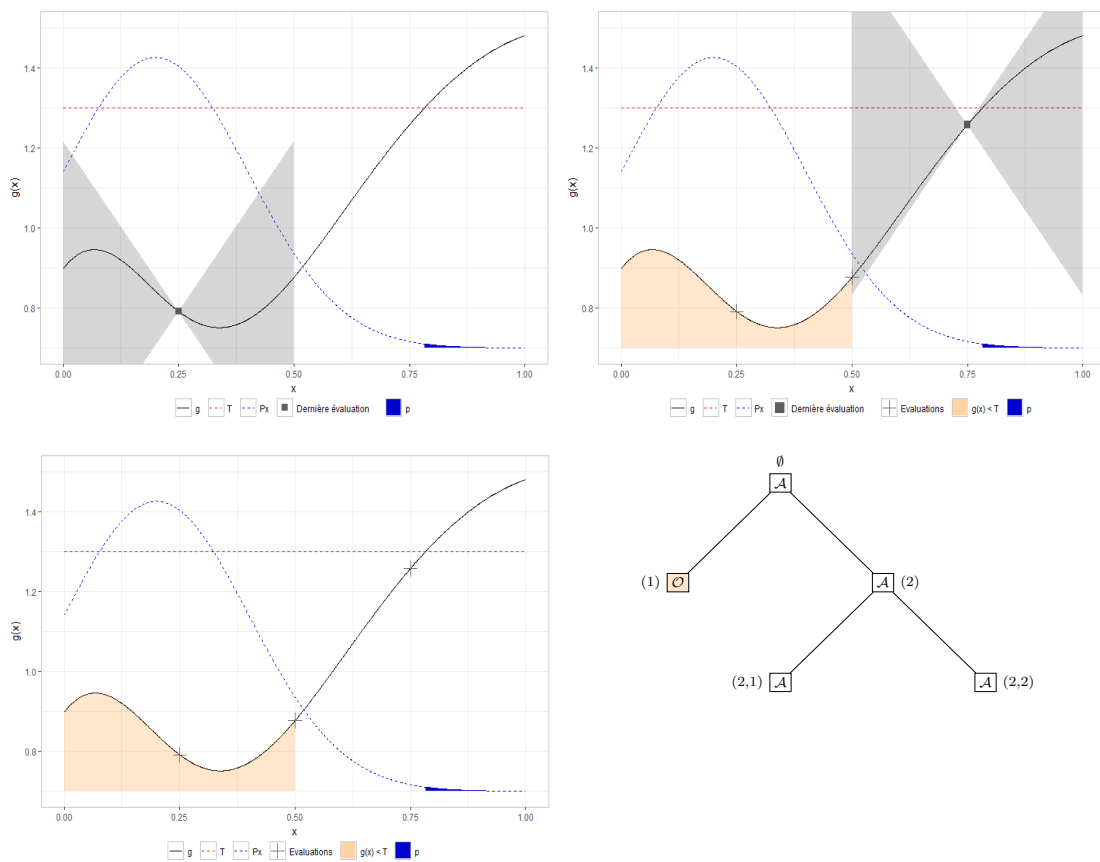 1.4
1.2
1.0
0.8
g(x)
0.00 0.25 0.50 0.75 1.00
x
g T Px Dernière évaluation p
1.4
1.2
1.0
0.8
g(x)
0.00 0.25 0.50 0.75 1.00
x
g T Px Dernière évaluation Evaluations g(x) < T p
1.4
1.2
1.0
0.8
g(x)
0.00 0.25 0.50 0.75 1.00
x
g T Px Evaluations g(x) < T p
∅
𝒜
(1) 𝒪 𝒜 (2)
(2,1) 𝒜 𝒜 (2,2)